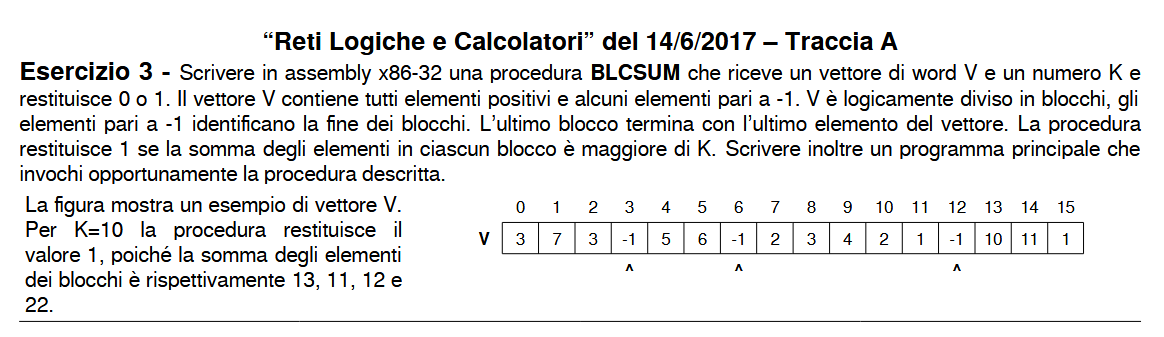 “Reti Logiche e Calcolatori” del 14/6/2017 – Traccia A
Esercizio 3 - Scrivere in assembly x86-32 una procedura BLCSUM che riceve un vettore di word V e un numero K e
restituisce 0 o 1. Il vettore V contiene tutti elementi positivi e alcuni elementi pari a -1. V è logicamente diviso in blocchi, gli
elementi pari a -1 identificano la fine dei blocchi. L’ultimo blocco termina con l’ultimo elemento del vettore. La procedura
restituisce 1 se la somma degli elementi in ciascun blocco è maggiore di K. Scrivere inoltre un programma principale che
invochi opportunamente la procedura descritta.
La figura mostra un esempio di vettore V.
Per K=10 la procedura restituisce il
valore 1, poiché la somma degli elementi
dei blocchi è rispettivamente 13, 11, 12 e
22.
0 1 2 3 4 5 6 7 8 9 10 11 12 13 14 15
V 3 7 3 -1 5 6 -1 2 3 4 2 1 -1 10 11 1
^ ^ ^